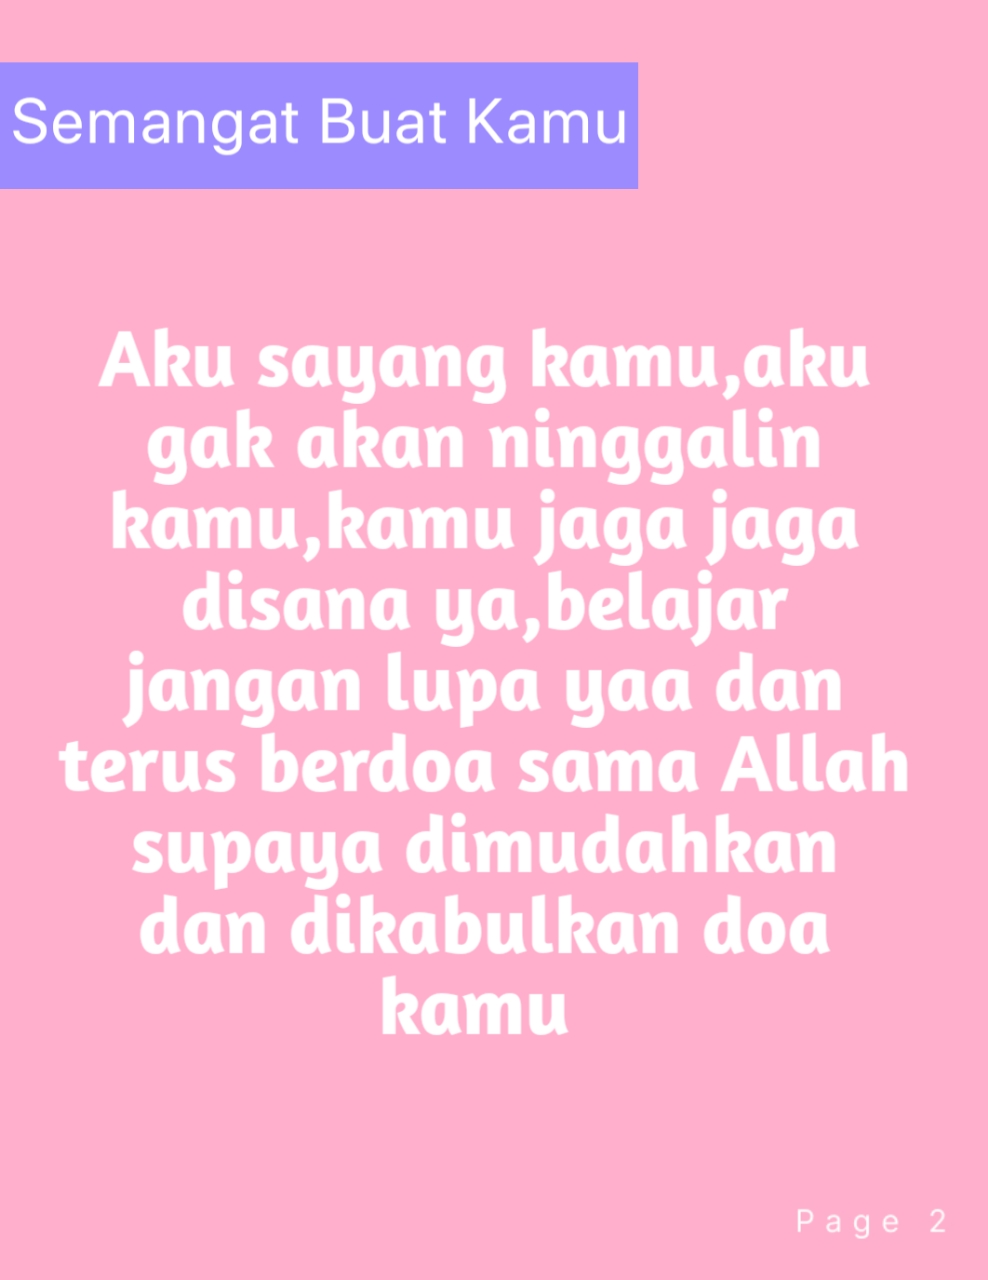 Semangat Buat Kamu
Aku sayang kamu,aku
gak akan ninggalin
kamu,kamu jaga jaga
disana ya,belajar
jangan lupa yaa dan
terus berdoa sama Allah
supaya dimudahkan
dan dikabulkan doa
kamu
Page 2